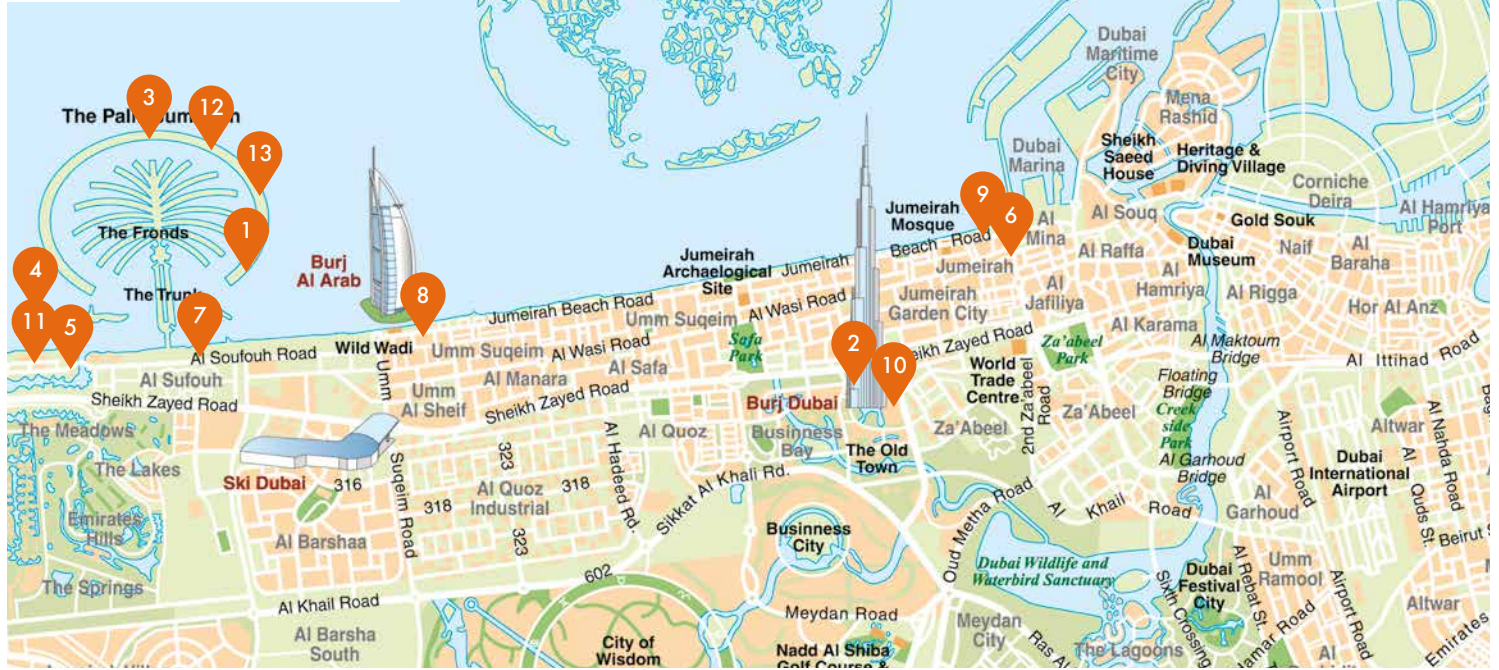 Dubai
Maritime
City
Mena
Rashid
3
12
The Palm Jumeirah
13
Dubai
Marina
Sheikh
Saeed
House
Heritage &
Diving Village
Corniche
Deira
Al Hamriya
Port
9
6
Jumeirah
Mosque
Al
Mina
Al Souq
Gold Souk
1
The Fronds
Burj
Al Arab
Jumeirah
Archaelogical
Site
Jumeirah
Beach - Road
Jumeirah
Al Raffa
Dubai
Museum
Naif
Al
Baraha
4
The Trunk
8
Jumeirah Beach Road
Umm Suqeim
Al Wasi Road
Jumeirah
Garden City
Al
Jafiliya
Al
Hamriya
Al Rigga
Hor Al Anz
11
5
7
Al Soufouh Road
Wild Wadi
Umm Suqeim
Al Wasi Road
Safa
Park
2
10
eikh Zayed Road
World
Trade
Centre
Za'abeel
Park
Al Karama
Al Maktoum
Bridge
Al Ittihad Road
Al Sufouh
Sheikh Zayed Road
Umm
Suqeim Road
Umm
Al Sheif
Al Manara
Al Safa
Sheikh Zayed Road
Burj Dubai
2nd Za'abeel
Road
Za'Abeel
Floating
Bridge
Creek
side
Park
Al Garhoud
Bridge
Airport Road
Altwar
Al Nahda Road
The Meadows
The Lakes
Ski Dubai
316
323
318
Al Quoz
Industrial
318
323
Al Hadeed Rd.
Al Quoz
Businness
Bay
The Old
Town
Za'Abeel
Dubai
International
Airport
Al
Quds St.
Emirates
Hills
Al Barshaa
Sikkat Al Khali Rd.
Businness
City
Oud Metha Road
Al Khail Road
Al
Garhoud
Beirut S
The Springs
Al Khail Road
602
Dubai Wildlife and
Waterbird Sanctuary
Dubai
Festival
City
Al Rebat St.
Umm
Ramool
Airport Road
Altwar
Al Barsha
South
City of
Wisdom
Meydan Road
Nadd Al Shiba
Golf Course &
Meydan
City
Ras Al
The Lagoons
Sixth Crossing
Al
Emirates